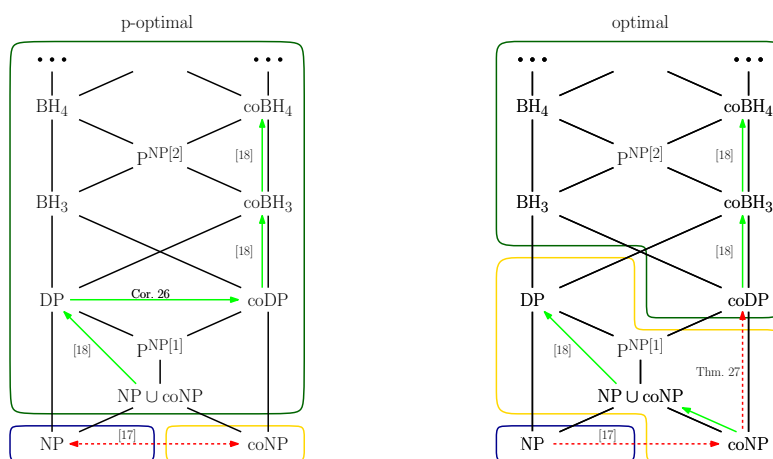 p-optimal
optimal
• • •
• • •
• • •
• • •
BH₄
coBH₄
BH₄
coBH₄
[18]
[18]
P^NP[2]
P^NP[2]
BH₃
coBH₃
BH₃
coBH₃
[18]
[18]
DP
Cor. 26
coDP
DP
coDP
[18]
P^NP[1]
[18]
P^NP[1]
Thm. 27
NP ∪ coNP
NP ∪ coNP
NP
[17]
coNP
NP
[17]
coNP